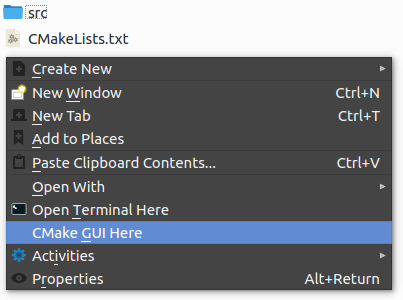 src
CMakeLists.txt
Create New
New Window Ctrl+N
New Tab Ctrl+T
Add to Places
Paste Clipboard Contents... Ctrl+V
Open With
Open Terminal Here
CMake GUI Here
Activities
Properties Alt+Return